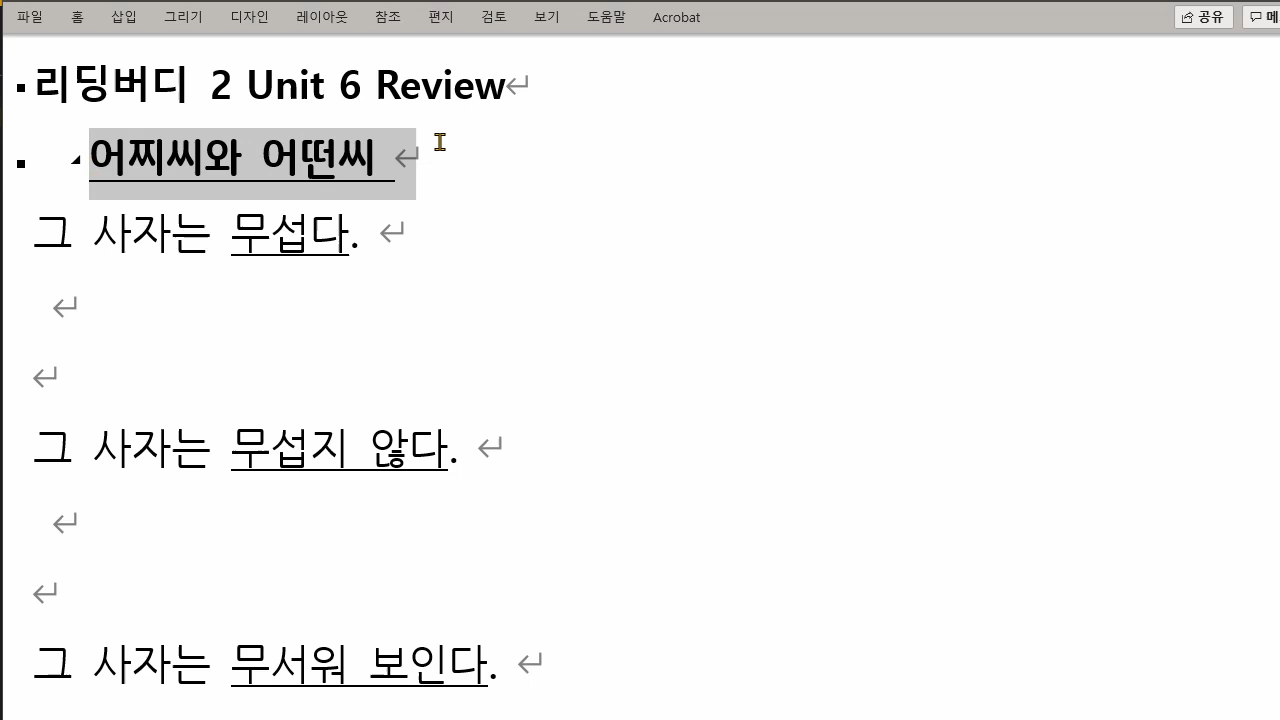 파일 홈 삽입 그리기 디자인 레이아웃 참조 편지 검토 보기 도움말 Acrobat 공유 메
리딩버디 2 Unit 6 Review
어찌씨와 어떤씨
그 사자는 무섭다.
그 사자는 무섭지 않다.
그 사자는 무서워 보인다.